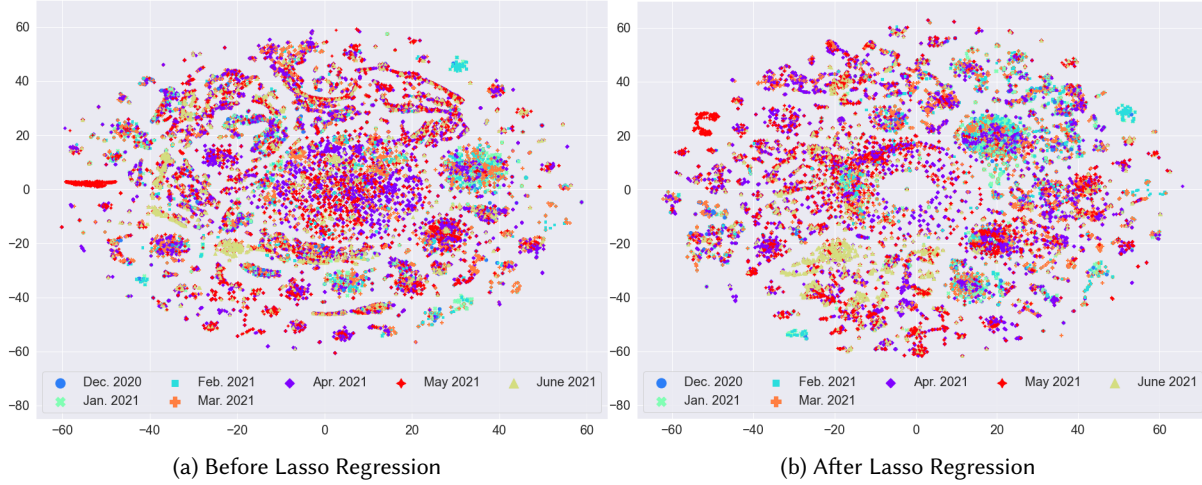 60
40
20
0
−20
−40
−60
−80
Dec. 2020
Jan. 2021
Feb. 2021
Mar. 2021
Apr. 2021
May 2021
June 2021
−60 −40 −20 0 20 40 60
(a) Before Lasso Regression
60
40
20
0
−20
−40
−60
−80
Dec. 2020
Jan. 2021
Feb. 2021
Mar. 2021
Apr. 2021
May 2021
June 2021
−60 −40 −20 0 20 40 60
(b) After Lasso Regression